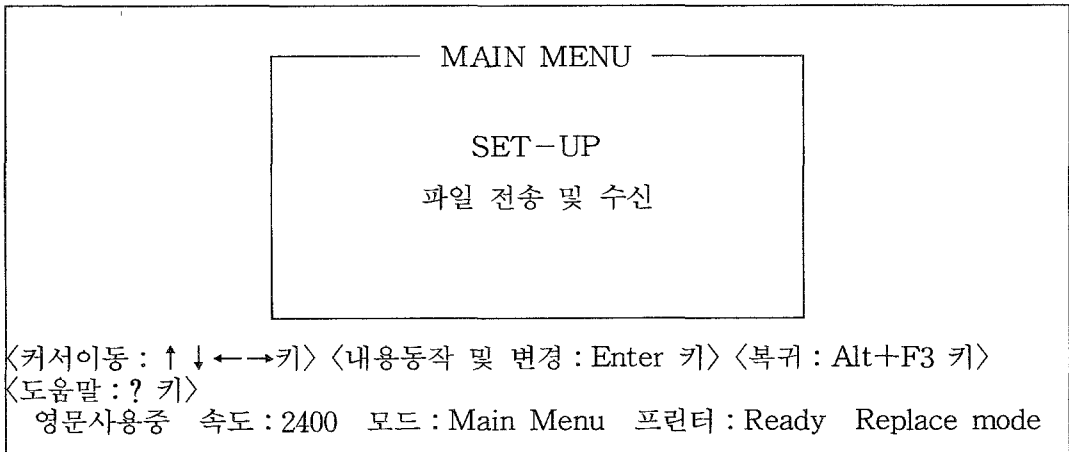 MAIN MENU
SET-UP
파일 전송 및 수신
〈커서이동 : ↑↓←→키〉 〈내용동작 및 변경 : Enter 키〉 〈복귀 : Alt+F3 키〉
〈도움말 : ? 키〉
영문사용중 속도 : 2400 모드 : Main Menu 프린터 : Ready Replace mode